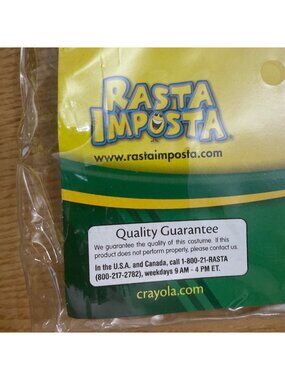 RASTA
IMPOSTA
www.rastaimposta.com
Quality Guarantee
We guarantee the quality of this costume. If this
product does not perform properly, please contact us.
In the U.S.A. and Canada, call 1-800-21-RASTA
(800-217-2782), weekdays 9 AM - 4 PM ET.
crayola.com